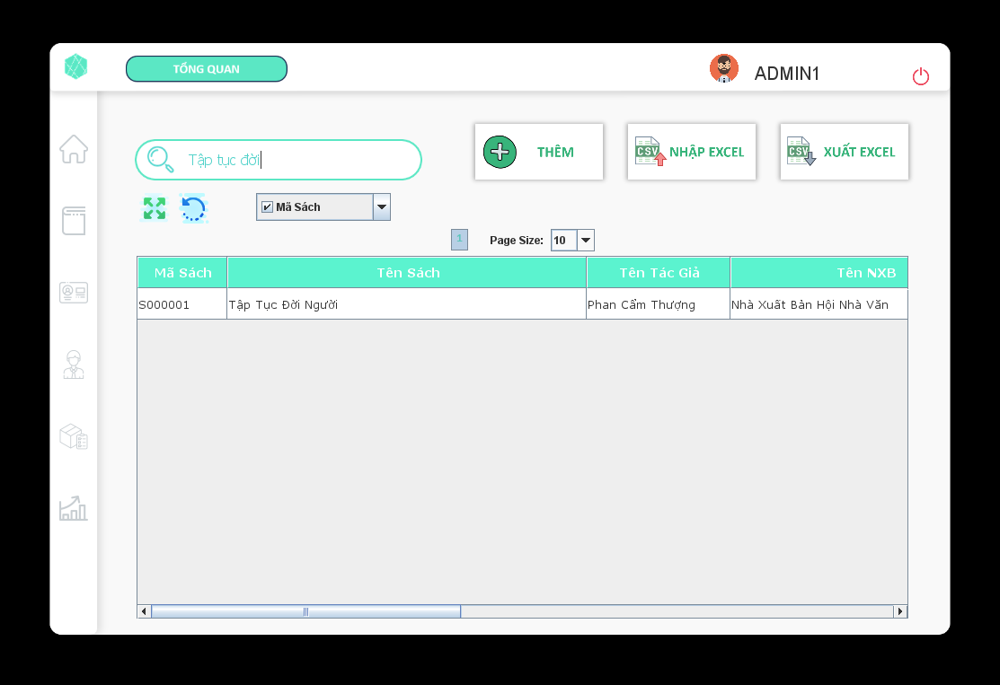 TỔNG QUAN
ADMIN1
Tập tục đời
THÊM
CSV NHẬP EXCEL
CSV XUẤT EXCEL
Mã Sách
1 Page Size: 10
Mã Sách Tên Sách Tên Tác Giả Tên NXB
S000001 Tập Tục Đời Người Phan Cẩm Thượng Nhà Xuất Bản Hội Nhà Văn